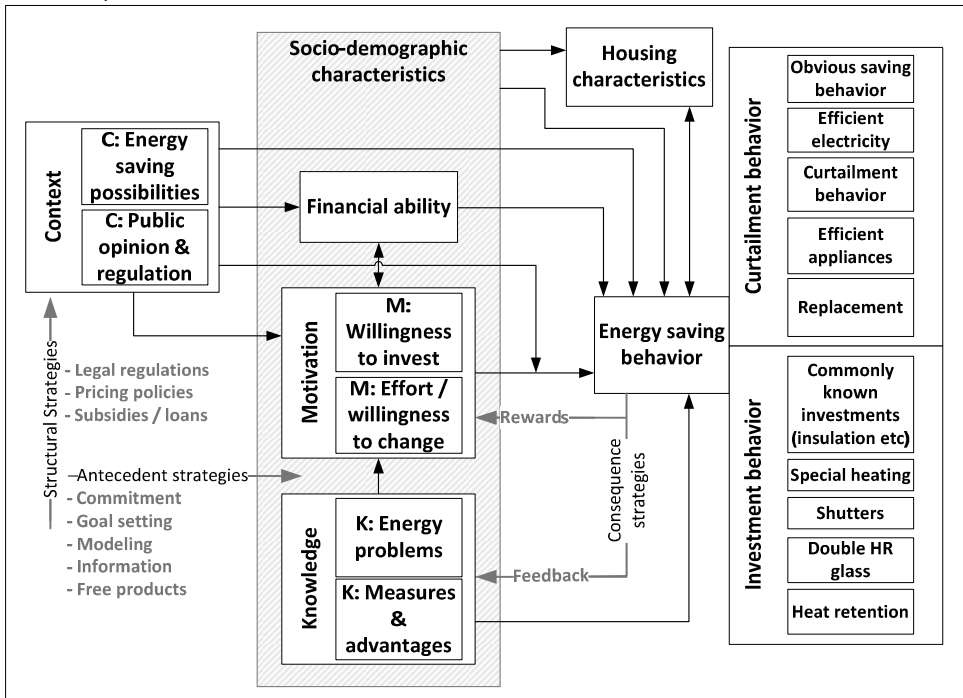 Socio-demographic
characteristics
Housing
characteristics
Context
C: Energy
saving
possibilities
C: Public
opinion &
regulation
Financial ability
Motivation
M:
Willingness
to invest
M: Effort /
willingness
to change
Knowledge
K: Energy
problems
K: Measures
&
advantages
Energy saving
behavior
Structural Strategies
- Legal regulations
- Pricing policies
- Subsidies / loans
Antecedent strategies
- Commitment
- Goal setting
- Modeling
- Information
- Free products
Rewards
Feedback
Consequence
strategies
Curtailment behavior
Obvious saving
behavior
Efficient
electricity
Curtailment
behavior
Efficient
appliances
Replacement
Investment behavior
Commonly
known
investments
(insulation etc)
Special heating
Shutters
Double HR
glass
Heat retention